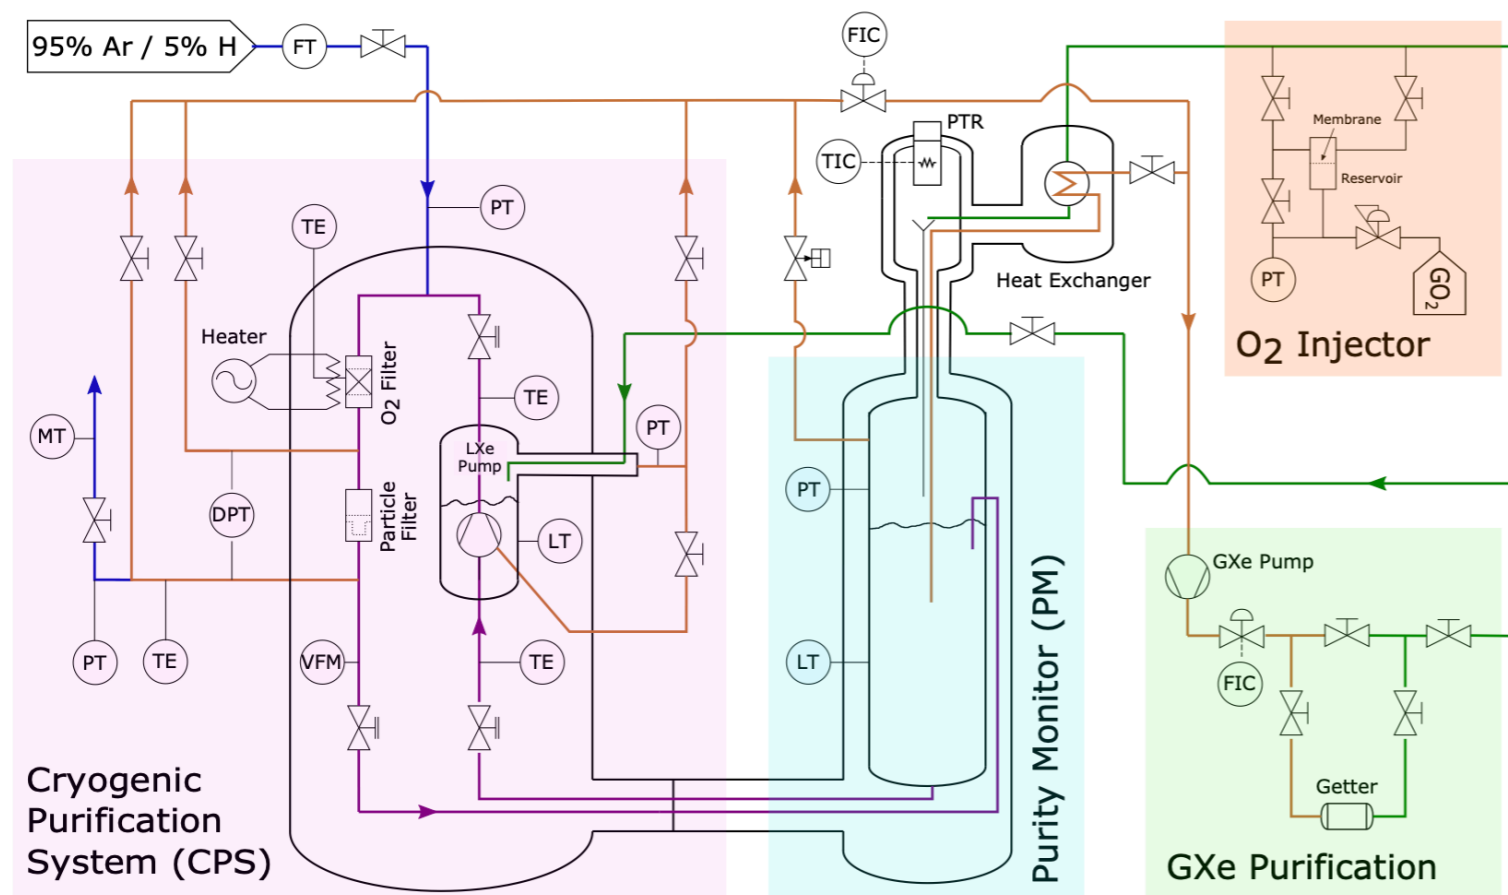 95% Ar / 5% H
FT
FIC
PTR
TIC
Membrane
Reservoir
PT
GO2
O2 Injector
Heat Exchanger
PT
TE
Heater
O2 Filter
TE
MT
LXe
Pump
PT
PT
DPT
Particle
Filter
LT
GXe Pump
PT
TE
VFM
TE
LT
FIC
Purity Monitor (PM)
Getter
Cryogenic
Purification
System (CPS)
GXe Purification